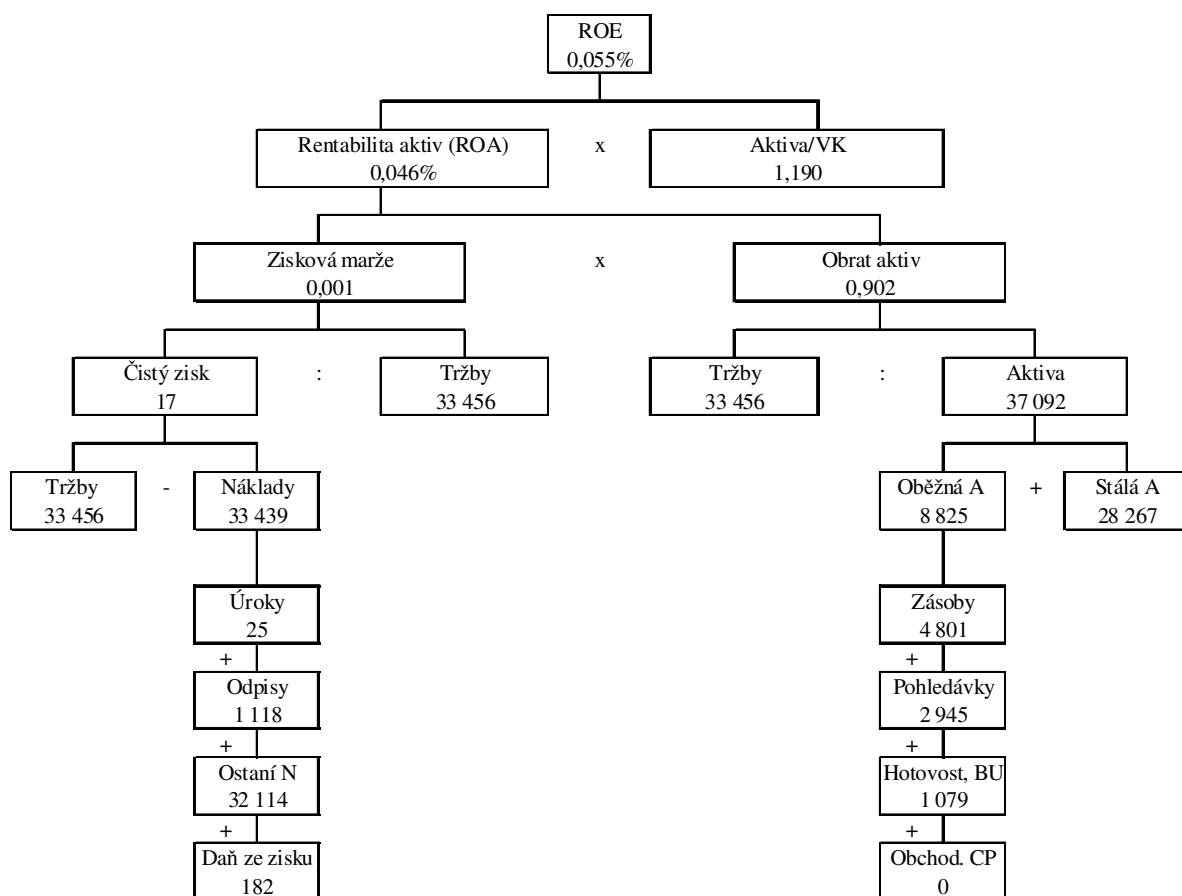 ROE
0,055%
Rentabilita aktiv (ROA)
0,046%
x
Aktiva/VK
1,190
Zisková marže
0,001
x
Obrat aktiv
0,902
Čistý zisk
17
:
Tržby
33 456
Tržby
33 456
:
Aktiva
37 092
Tržby
33 456
-
Náklady
33 439
Oběžná A
8 825
+
Stálá A
28 267
Úroky
25
+
Odpisy
1 118
+
Ostaní N
32 114
+
Daň ze zisku
182
Zásoby
4 801
+
Pohledávky
2 945
+
Hotovost, BU
1 079
+
Obchod. CP
0